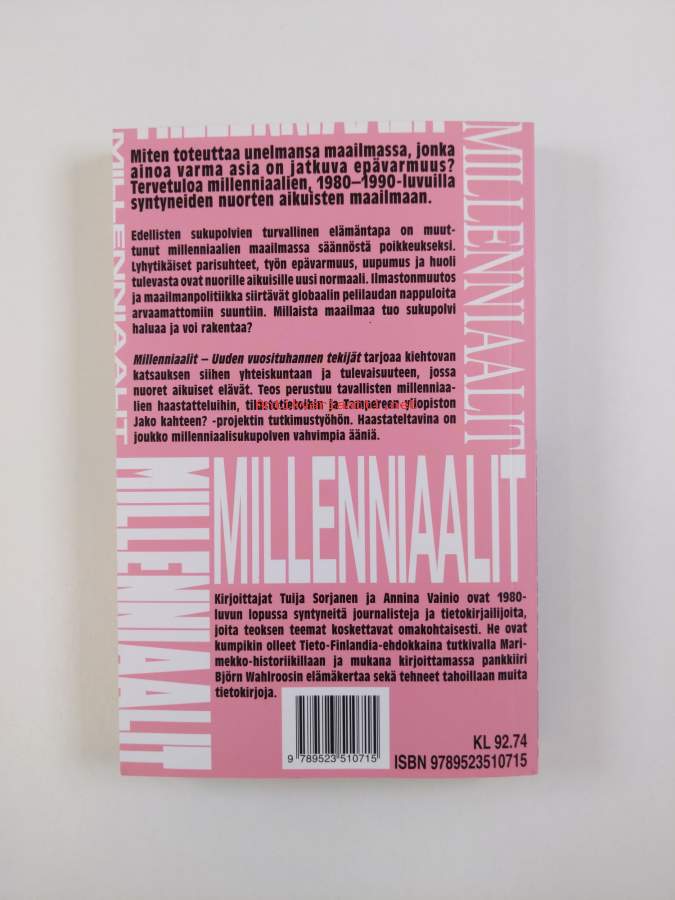 MILLENNIAALIT
MILLENNIAALIT
MILLENNIAALIT
Miten toteuttaa unelmansa maailmassa, jonka
ainoa varma asia on jatkuva epävarmuus?
Tervetuloa millenniaalien, 1980–1990-luvuilla
syntyneiden nuorten aikuisten maailmaan.
Edellisten sukupolvien turvallinen elämäntapa on muut-
tunut millenniaalien maailmassa säännöstä poikkeukseksi.
Lyhytikäiset parisuhteet, työn epävarmuus, uupumus ja huoli
tulevasta ovat nuorille aikuisille uusi normaali. Ilmastonmuutos
ja maailmanpolitiikka siirtävät globaalin pelilaudan nappuloita
arvaamattomiin suuntiin. Millaista maailmaa tuo sukupolvi
haluaa ja voi rakentaa?
Millenniaalit – Uuden vuosituhannen tekijät tarjoaa kiehtovan
katsauksen siihen yhteiskuntaan ja tulevaisuuteen, jossa
nuoret aikuiset elävät. Teos perustuu tavallisten millenniaa-
lien haastatteluihin, tilastotietoihin ja Tampereen yliopiston
Jako kahteen? -projektin tutkimustyöhön. Haastateltavina on
joukko millenniaalisukupolven vahvimpia ääniä.
MILLENNIAALIT
MILLENNIAALIT
Kirjoittajat Tuija Sorjanen ja Annina Vainio ovat 1980-
luvun lopussa syntyneitä journalisteja ja tietokirjailijoita,
joita teoksen teemat koskettavat omakohtaisesti. He ovat
kumpikin olleet Tieto-Finlandia-ehdokkaina tutkivalla Mari-
mekko-historiikillaan ja mukana kirjoittamassa pankkiiri
Björn Wahlroosin elämäkertaa sekä tehneet tahoillaan muita
tietokirjoja.
9 789523 510715
KL 92.74
ISBN 9789523510715